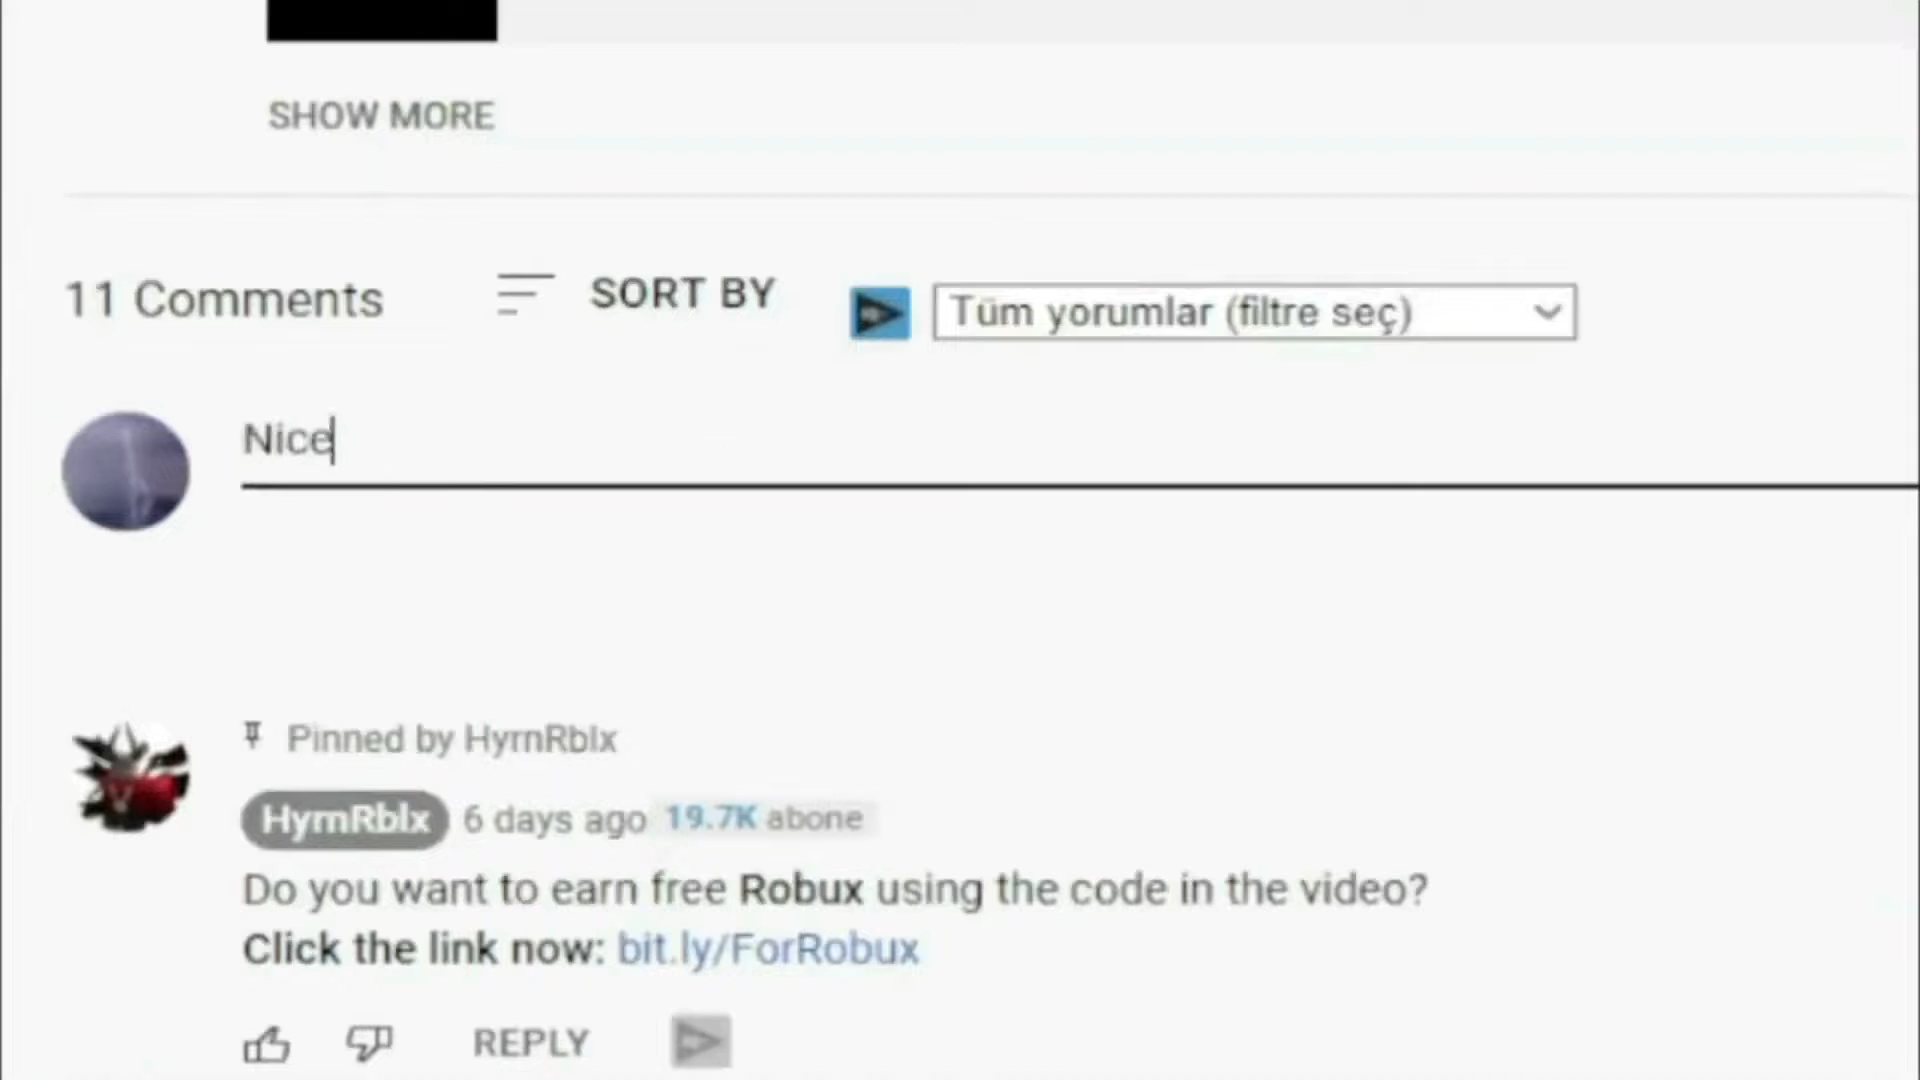 SHOW MORE
11 Comments SORT BY Tüm yorumlar (filtre seç)
Nice
Pinned by HyrnRblx
HyrnRblx 6 days ago 19.7K abone
Do you want to earn free Robux using the code in the video?
Click the link now: bit.ly/ForRobux
REPLY